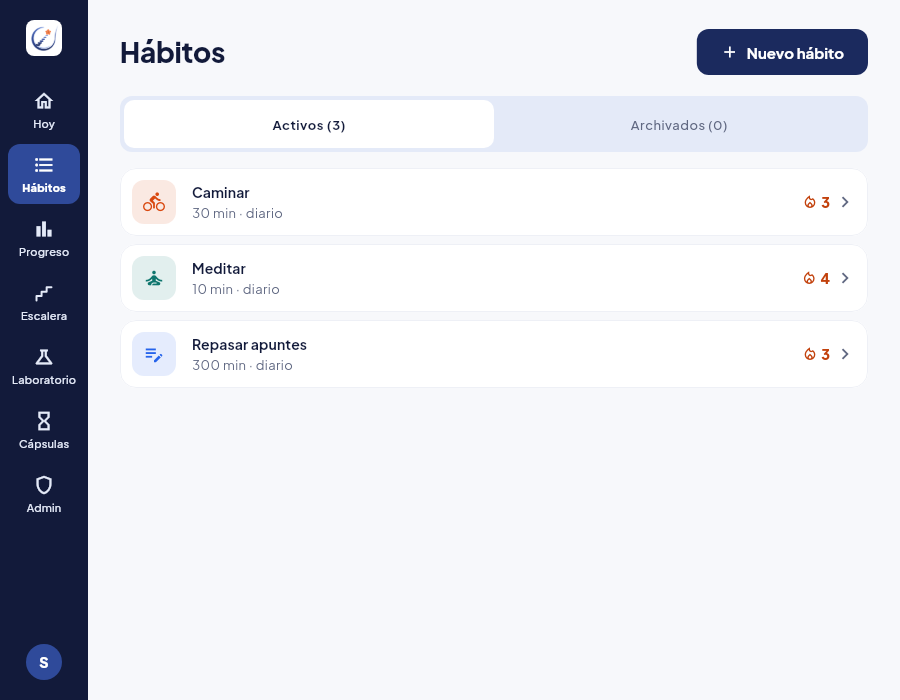 Hoy
Hábitos
Progreso
Escalera
Laboratorio
Cápsulas
Admin
S
Hábitos
+ Nuevo hábito
Activos (3)
Archivados (0)
Caminar
30 min · diario
3
Meditar
10 min · diario
4
Repasar apuntes
300 min · diario
3